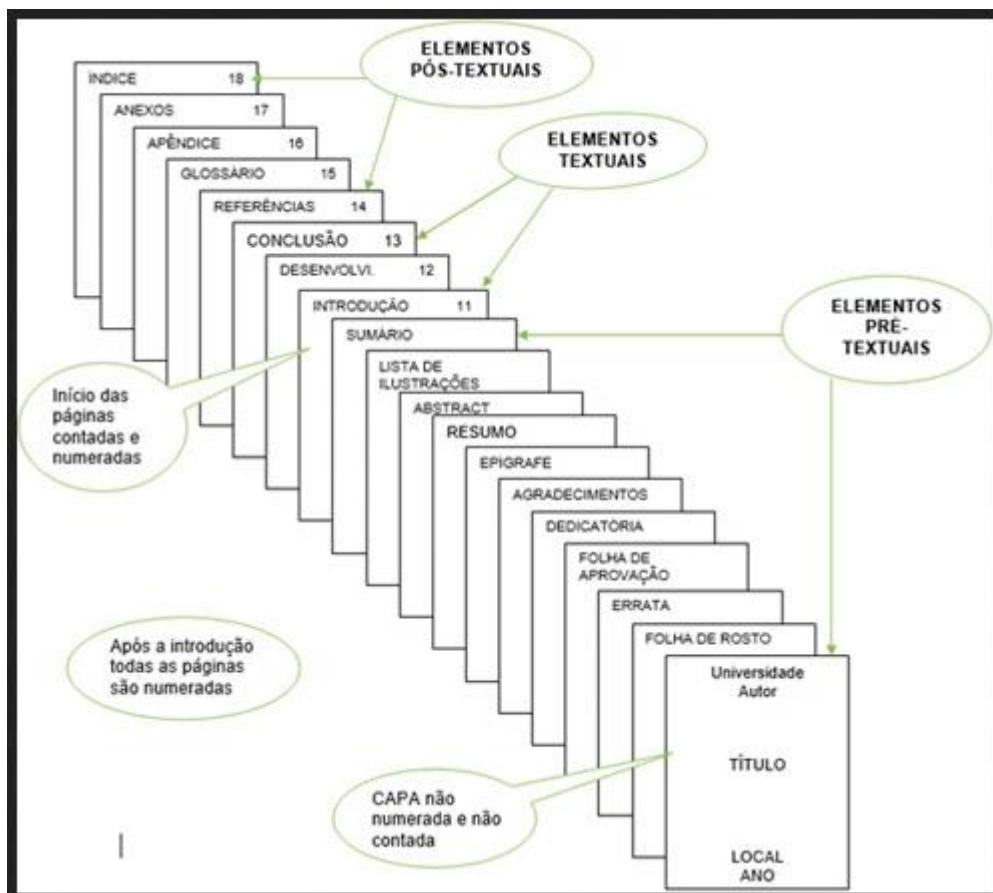 ELEMENTOS
PÓS-TEXTUAIS
ÍNDICE 18
ANEXOS 17
APÊNDICE 16
GLOSSÁRIO 15
REFERÊNCIAS 14
CONCLUSÃO 13
DESENVOLVI. 12
INTRODUÇÃO 11
SUMÁRIO
LISTA DE
ILUSTRAÇÕES
ABSTRACT
RESUMO
EPÍGRAFE
AGRADECIMENTOS
DEDICATÓRIA
FOLHA DE
APROVAÇÃO
ERRATA
FOLHA DE ROSTO
Universidade
Autor
TÍTULO
LOCAL
ANO
ELEMENTOS
TEXTUAIS
ELEMENTOS
PRÉ-
TEXTUAIS
Início das
páginas
contadas e
numeradas
Após a introdução
todas as páginas
são numeradas
CAPA não
numerada e não
contada